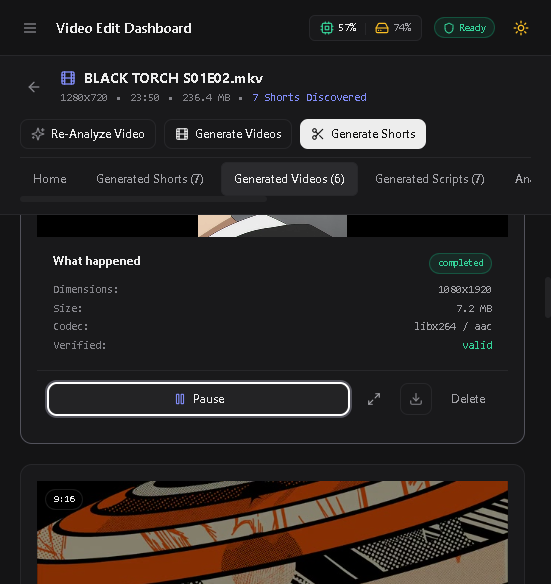 Video Edit Dashboard
57% 74% Ready
BLACK TORCH S01E02.mkv
1280x720 • 23:50 • 236.4 MB • 7 Shorts Discovered
Re-Analyze Video Generate Videos Generate Shorts
Home Generated Shorts (7) Generated Videos (6) Generated Scripts (7) An
What happened completed
Dimensions: 1080x1920
Size: 7.2 MB
Codec: libx264 / aac
Verified: valid
Pause Delete
9:16